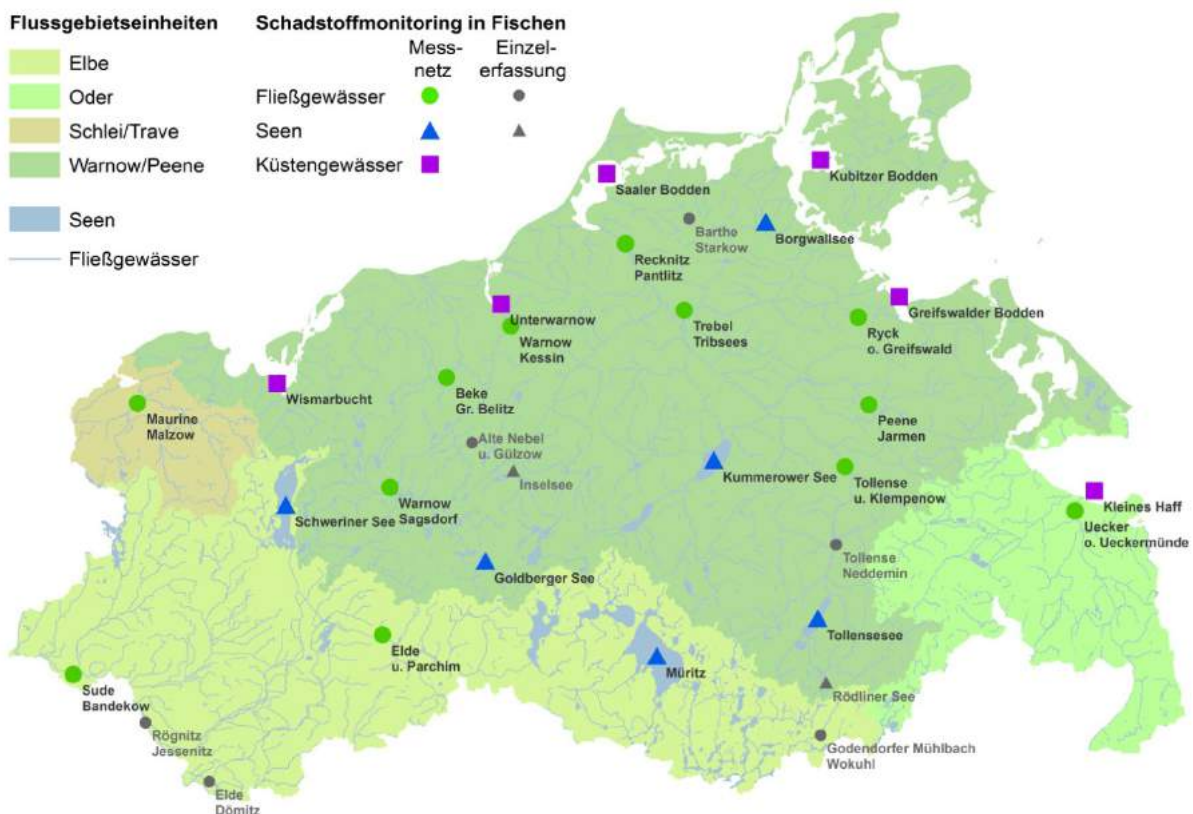 Flussgebietseinheiten
Elbe
Oder
Schlei/Trave
Warnow/Peene
Seen
Fließgewässer
Schadstoffmonitoring in Fischen
Mess-
netz
Einzel-
erfassung
Fließgewässer
Seen
Küstengewässer
Saaler Bodden
Kubitzer Bodden
Barthe
Starkow
Borgwallsee
Recknitz
Pantlitz
Greifswalder Bodden
Unterwarnow
Warnow
Kessin
Trebel
Tribsees
Ryck
o. Greifswald
Wismarbucht
Beke
Gr. Belitz
Maurine
Malzow
Peene
Jarmen
Alte Nebel
u. Gülzow
Inselsee
Kummerower See
Tollense
u. Klempenow
Warnow
Sagsdorf
Schweriner See
Kleines Haff
Uecker
o. Ueckermünde
Goldberger See
Tollense
Neddemin
Tollensesee
Elde
u. Parchim
Müritz
Sude
Bandekow
Rödliner See
Rögnitz
Jessenitz
Godendorfer Mühlbach
Wokuhl
Elde
Dömitz